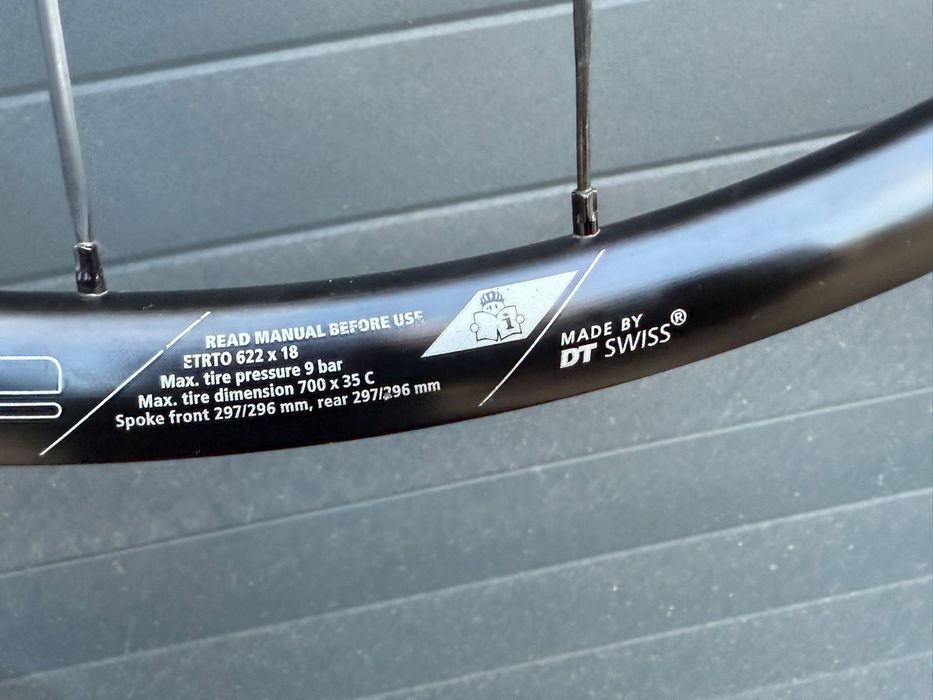 READ MANUAL BEFORE USE
ETRTO 622 x 18
Max. tire pressure 9 bar
Max. tire dimension 700 x 35 C
Spoke front 297/296 mm, rear 297/296 mm
i
MADE BY
DT SWISS®